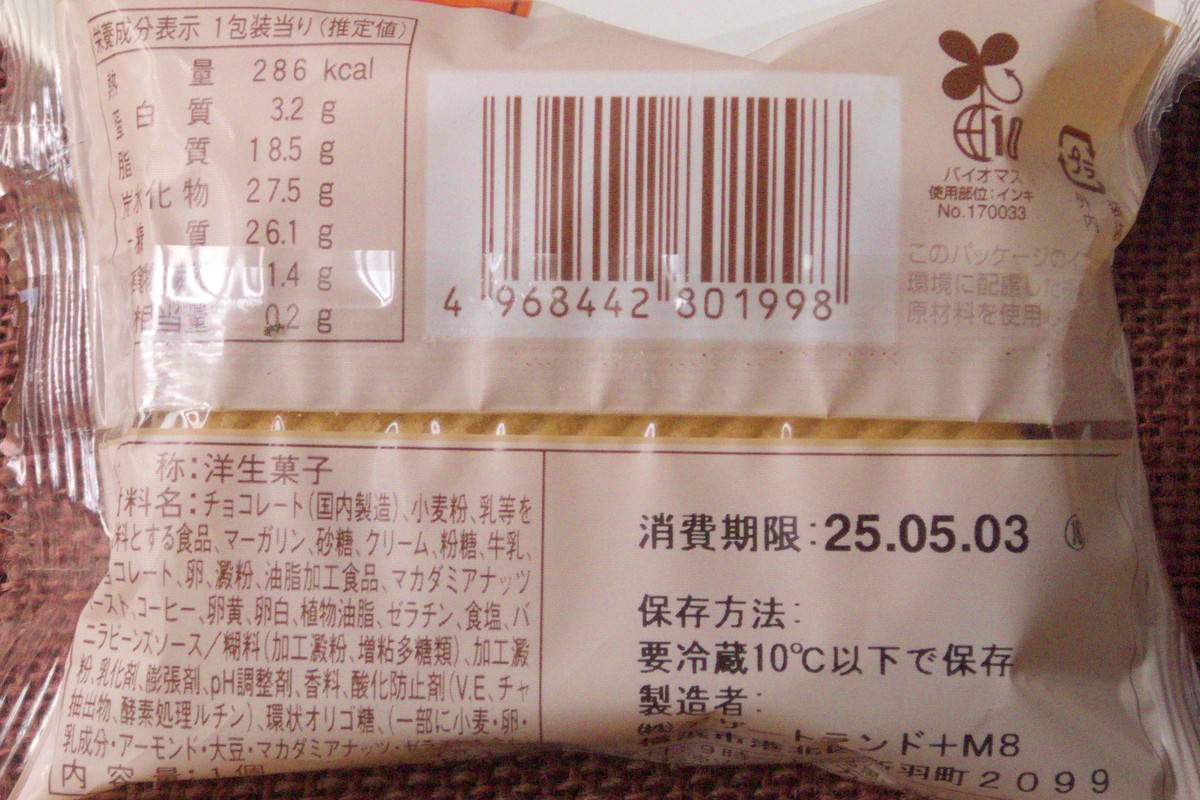 栄養成分表示 1包装当り(推定値)
熱 量 286 kcal
蛋 白 質 3.2 g
脂 質 18.5 g
炭水化物 27.5 g
-糖 質 26.1 g
1.4 g
相当量 0.2 g
4 968442 801998
10
バイオマス
使用部位:インキ
No.170033
プラ
このパッケージの
環境に配慮した
原材料を使用し
称:洋生菓子
材料名:チョコレート(国内製造)、小麦粉、乳等を
料とする食品、マーガリン、砂糖、クリーム、粉糖、牛乳、
コレート、卵、澱粉、油脂加工食品、マカダミアナッツ
ースト、コーヒー、卵黄、卵白、植物油脂、ゼラチン、食塩、バ
ニラビーンズソース/糊料(加工澱粉、増粘多糖類)、加工澱
粉、乳化剤、膨張剤、pH調整剤、香料、酸化防止剤(V.E、チャ
抽出物、酵素処理ルチン)、環状オリゴ糖、(一部に小麦・卵・
乳成分・アーモンド・大豆・マカダミアナッツ・ゼラ
内容量:1個
消費期限:25.05.03
保存方法:
要冷蔵10℃以下で保存
製造者:
トランド+M8
新羽町2099